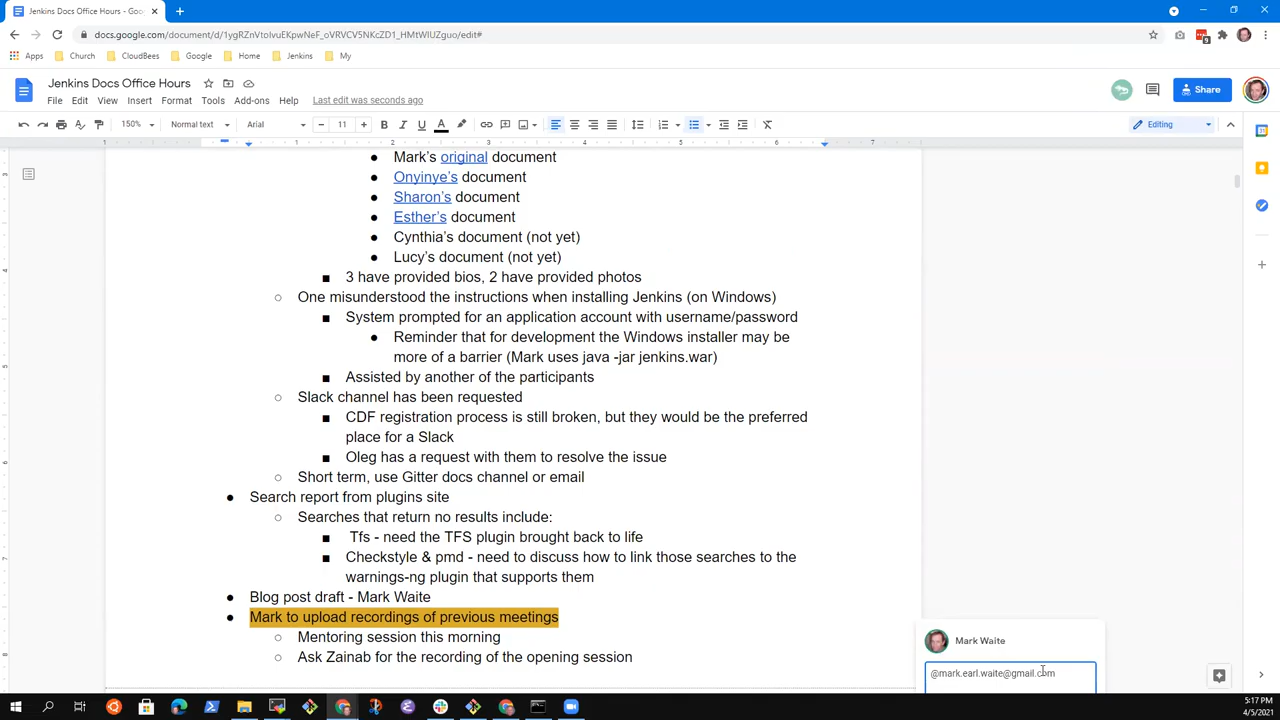 Jenkins Docs Office Hours - Goo
docs.google.com/document/d/1ygRZnVtoIvuEKpwNeF_oVRVCV5NKcZD1_HMtWIUZguo/edit#
Apps Church CloudBees Google Home Jenkins My
Jenkins Docs Office Hours
File Edit View Insert Format Tools Add-ons Help Last edit was seconds ago
Share
150% Normal text Arial 11 Editing
1 1 2 3 4 5 6 7
Mark's original document
Onyinye's document
Sharon's document
Esther's document
Cynthia's document (not yet)
Lucy's document (not yet)
3 have provided bios, 2 have provided photos
One misunderstood the instructions when installing Jenkins (on Windows)
System prompted for an application account with username/password
Reminder that for development the Windows installer may be
more of a barrier (Mark uses java -jar jenkins.war)
Assisted by another of the participants
Slack channel has been requested
CDF registration process is still broken, but they would be the preferred
place for a Slack
Oleg has a request with them to resolve the issue
Short term, use Gitter docs channel or email
Search report from plugins site
Searches that return no results include:
Tfs - need the TFS plugin brought back to life
Checkstyle & pmd - need to discuss how to link those searches to the
warnings-ng plugin that supports them
Blog post draft - Mark Waite
Mark to upload recordings of previous meetings
Mentoring session this morning
Ask Zainab for the recording of the opening session
Mark Waite
@mark.earl.waite@gmail.com
5:17 PM
4/5/2021